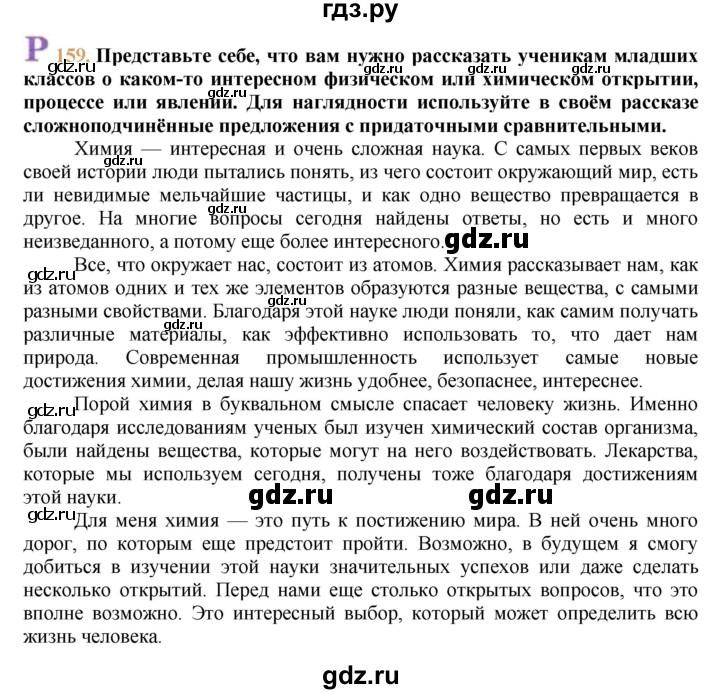 гдз.ру
Р 159. Представьте себе, что вам нужно рассказать ученикам младших
классов о каком-то интересном физическом или химическом открытии,
процессе или явлении. Для наглядности используйте в своём рассказе
сложноподчинённые предложения с придаточными сравнительными.
Химия — интересная и очень сложная наука. С самых первых веков
своей истории люди пытались понять, из чего состоит окружающий мир, есть
ли невидимые мельчайшие частицы, и как одно вещество превращается в
другое. На многие вопросы сегодня найдены ответы, но есть и много
неизведанного, а потому еще более интересного.
Все, что окружает нас, состоит из атомов. Химия рассказывает нам, как
из атомов одних и тех же элементов образуются разные вещества, с самыми
разными свойствами. Благодаря этой науке люди поняли, как самим получать
различные материалы, как эффективно использовать то, что дает нам
природа. Современная промышленность использует самые новые
достижения химии, делая нашу жизнь удобнее, безопаснее, интереснее.
Порой химия в буквальном смысле спасает человеку жизнь. Именно
благодаря исследованиям ученых был изучен химический состав организма,
были найдены вещества, которые могут на него воздействовать. Лекарства,
которые мы используем сегодня, получены тоже благодаря достижениям
этой науки.
Для меня химия — это путь к постижению мира. В ней очень много
дорог, по которым еще предстоит пройти. Возможно, в будущем я смогу
добиться в изучении этой науки значительных успехов или даже сделать
несколько открытий. Перед нами еще столько открытых вопросов, что это
вполне возможно. Это интересный выбор, который может определить всю
жизнь человека.
gdz.ru